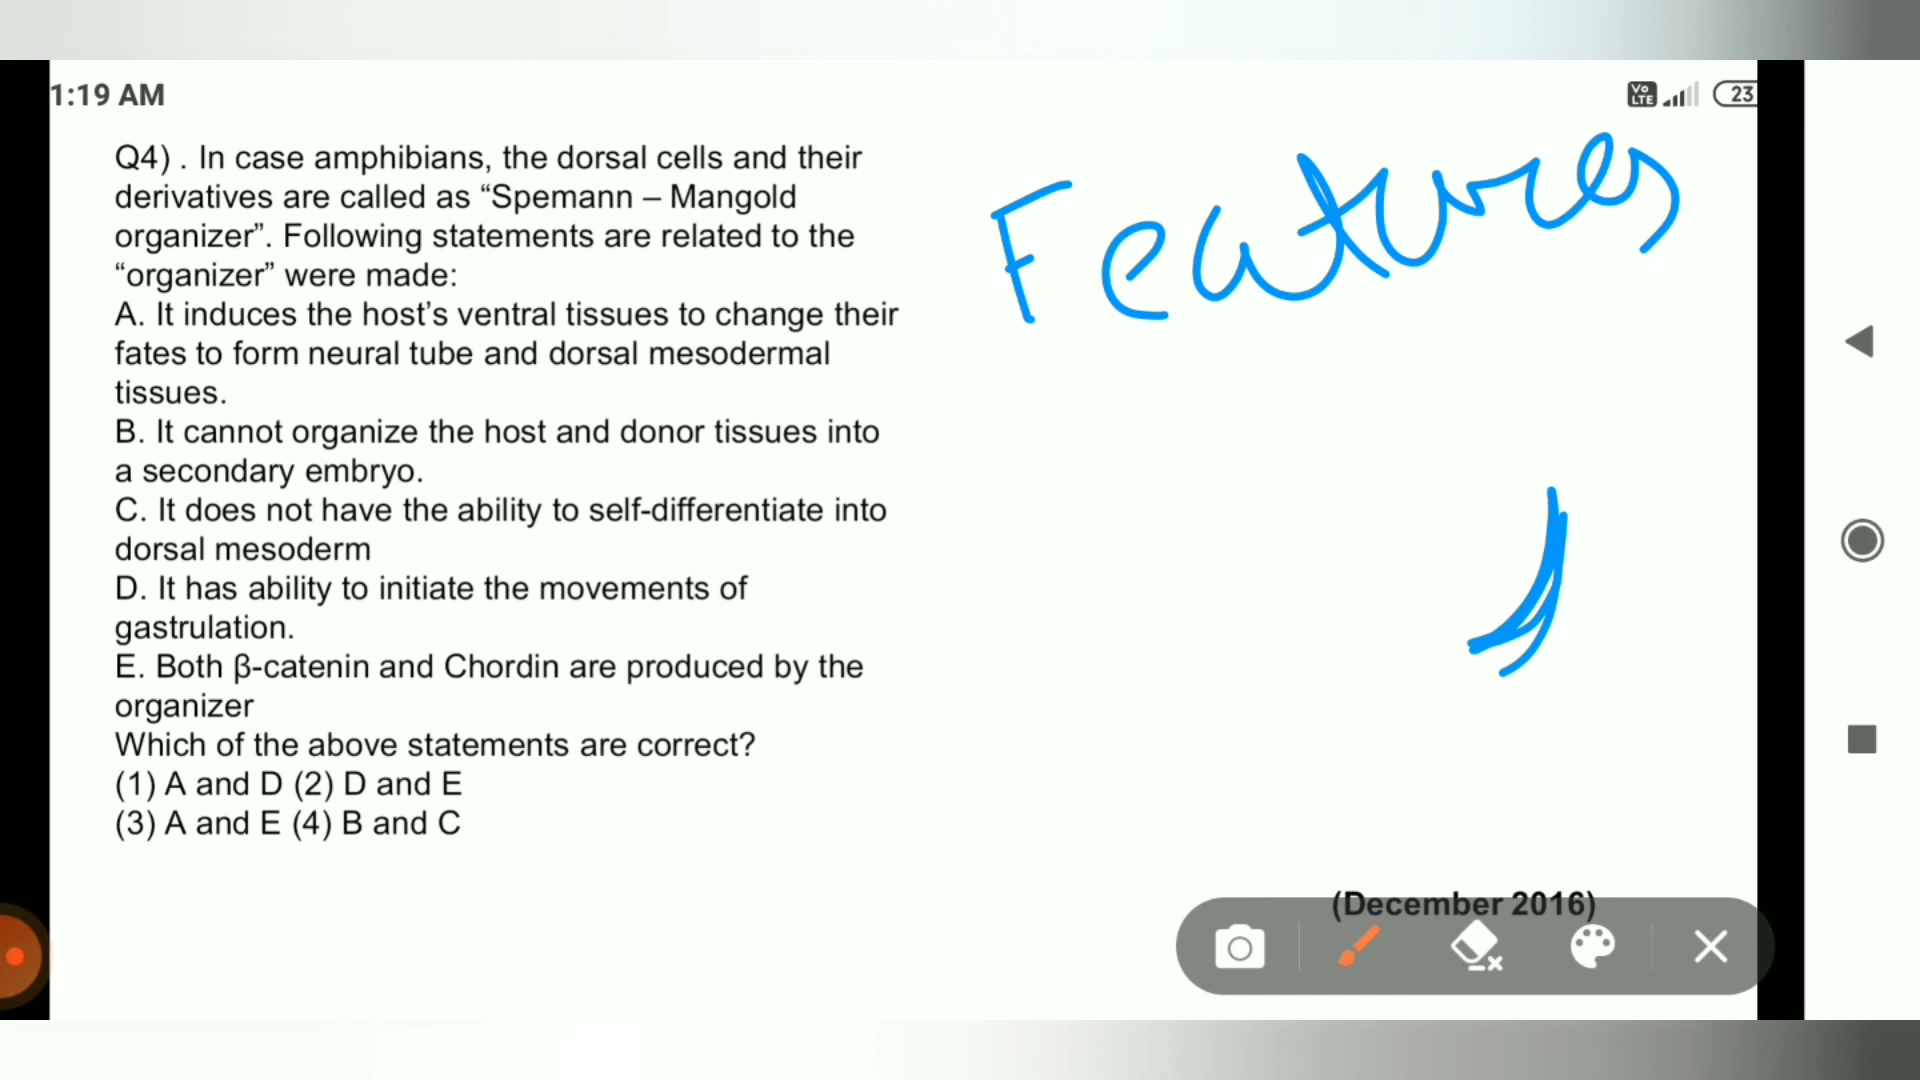 1:19 AM
Vo LTE 23
Q4) . In case amphibians, the dorsal cells and their
derivatives are called as “Spemann – Mangold
organizer”. Following statements are related to the
“organizer” were made:
A. It induces the host’s ventral tissues to change their
fates to form neural tube and dorsal mesodermal
tissues.
B. It cannot organize the host and donor tissues into
a secondary embryo.
C. It does not have the ability to self-differentiate into
dorsal mesoderm
D. It has ability to initiate the movements of
gastrulation.
E. Both β-catenin and Chordin are produced by the
organizer
Which of the above statements are correct?
(1) A and D (2) D and E
(3) A and E (4) B and C
Features
(December 2016)